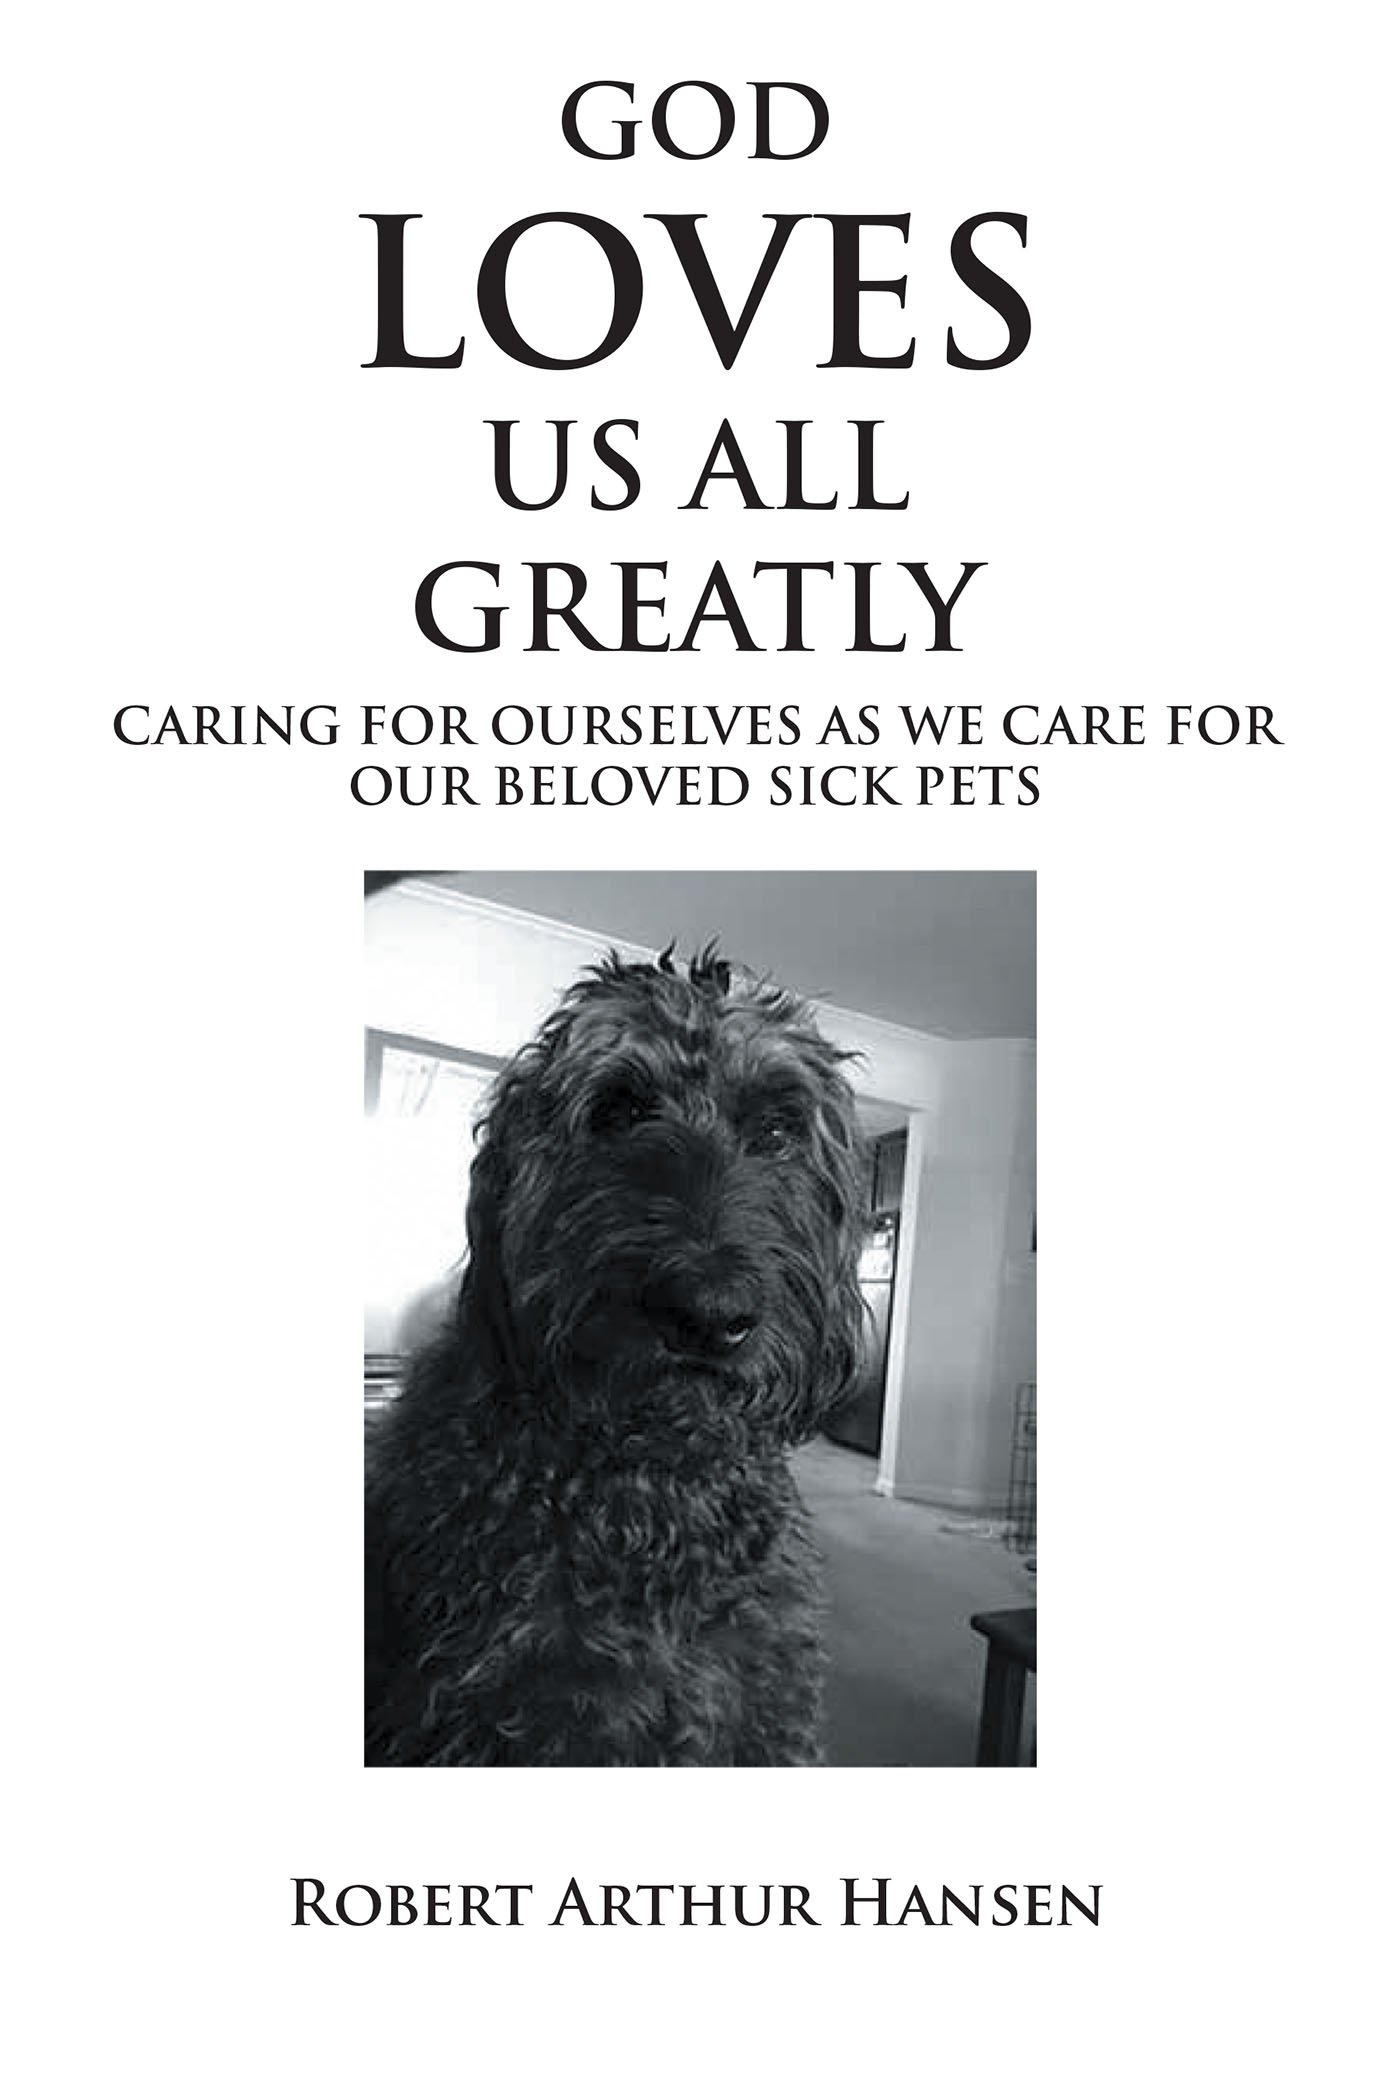 GOD
LOVES
US ALL
GREATLY
CARING FOR OURSELVES AS WE CARE FOR
OUR BELOVED SICK PETS
ROBERT ARTHUR HANSEN